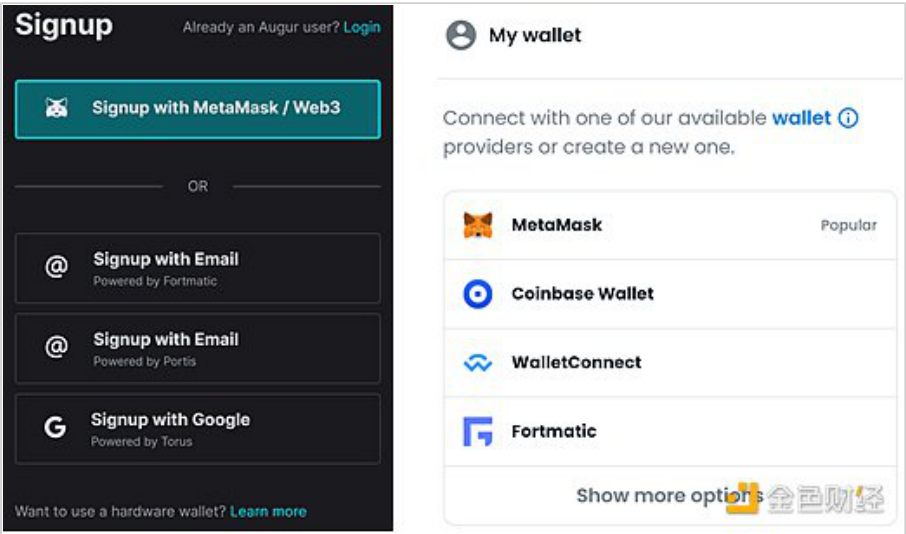 Signup
Already an Augur user? Login
Signup with MetaMask / Web3
OR
@ Signup with Email
Powered by Fortmatic
@ Signup with Email
Powered by Portis
G Signup with Google
Powered by Torus
Want to use a hardware wallet? Learn more
My wallet
Connect with one of our available wallet
providers or create a new one.
MetaMask
Popular
Coinbase Wallet
WalletConnect
Fortmatic
Show more options
金色财经